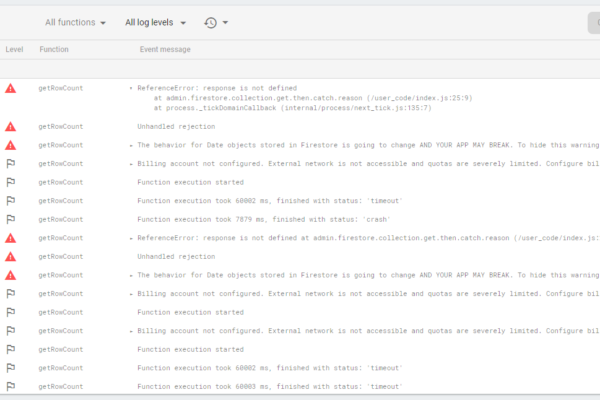 All functions
All log levels
Level Function Event message
getRowCount ReferenceError: response is not defined
at admin.firestore.collection.get.then.catch.reason (/user_code/index.js:25:9)
at process._tickDomainCallback (internal/process/next_tick.js:135:7)
getRowCount Unhandled rejection
getRowCount The behavior for Date objects stored in Firestore is going to change AND YOUR APP MAY BREAK. To hide this warning
getRowCount Billing account not configured. External network is not accessible and quotas are severely limited. Configure bil
getRowCount Function execution started
getRowCount Function execution took 60002 ms, finished with status: 'timeout'
getRowCount Function execution took 7879 ms, finished with status: 'crash'
getRowCount ReferenceError: response is not defined at admin.firestore.collection.get.then.catch.reason (/user_code/index.js:
getRowCount Unhandled rejection
getRowCount The behavior for Date objects stored in Firestore is going to change AND YOUR APP MAY BREAK. To hide this warning
getRowCount Billing account not configured. External network is not accessible and quotas are severely limited. Configure bil
getRowCount Function execution started
getRowCount Billing account not configured. External network is not accessible and quotas are severely limited. Configure bil
getRowCount Function execution started
getRowCount Function execution took 60002 ms, finished with status: 'timeout'
getRowCount Function execution took 60003 ms, finished with status: 'timeout'